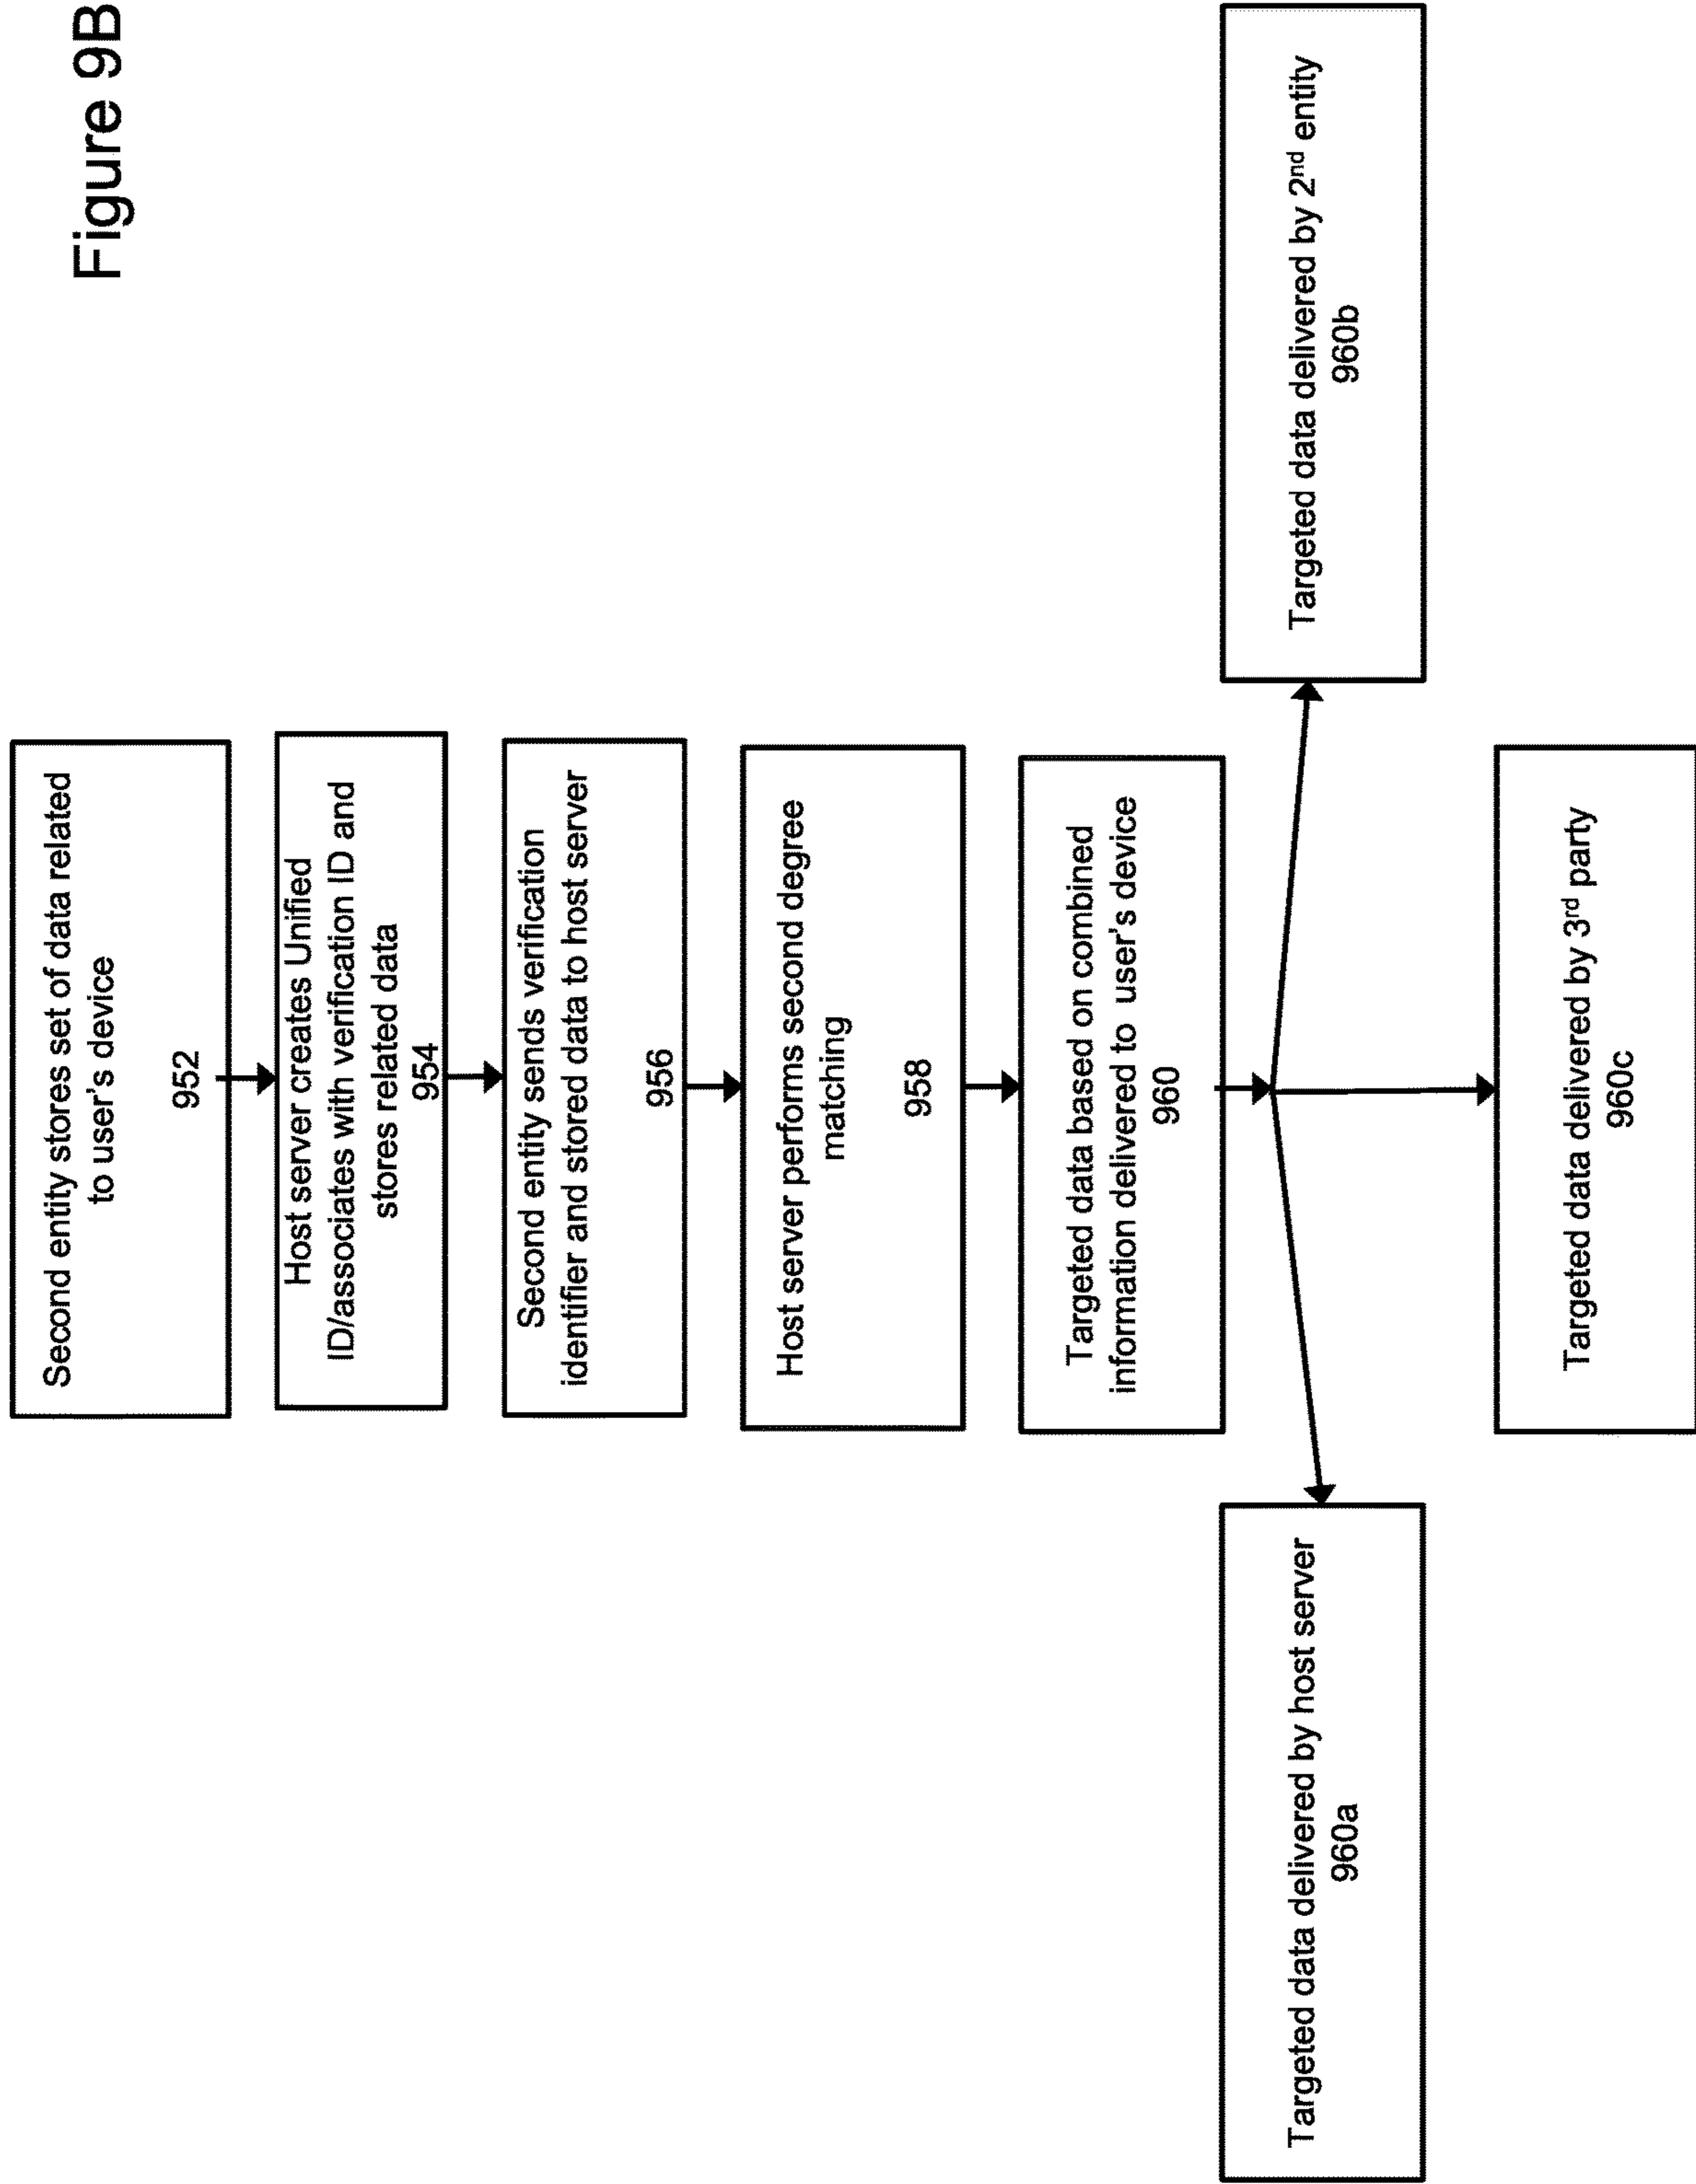 Figure 9B
Second entity stores set of data related
to user's device
952
Host server creates Unified
ID/associates with verification ID and
stores related data
954
Second entity sends verification
identifier and stored data to host server
956
Host server performs second degree
matching
958
Targeted data based on combined
information delivered to user's device
960
Targeted data delivered by host server
960a
Targeted data delivered by 2nd entity
960b
Targeted data delivered by 3rd party
960c